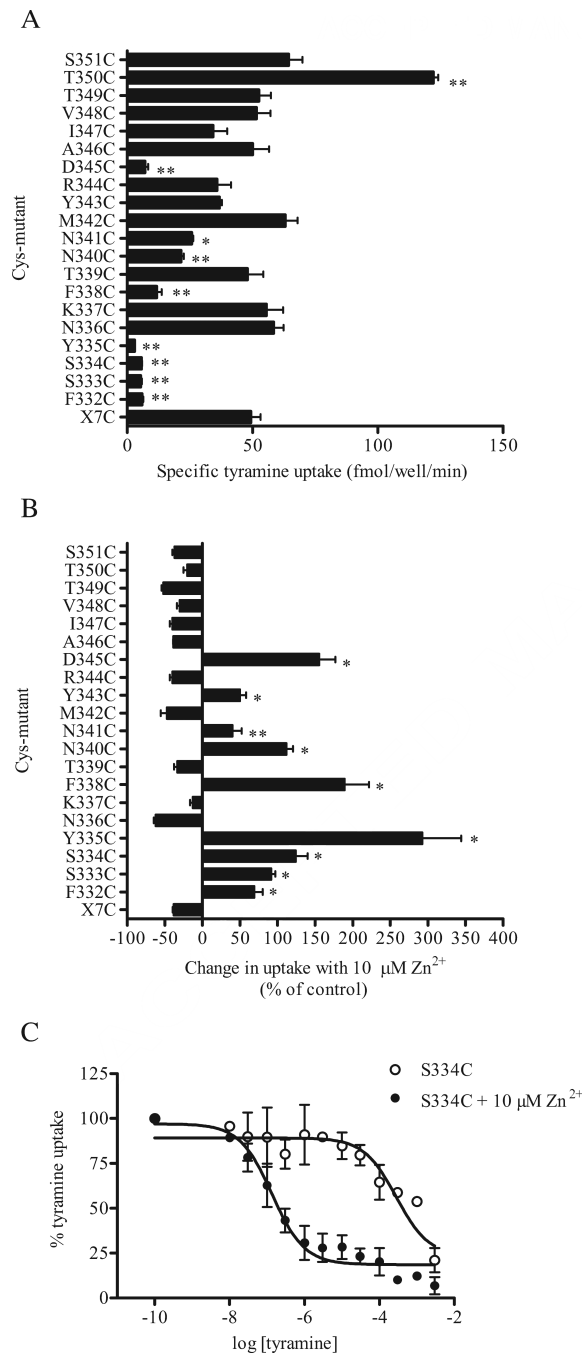 A
S351C
T350C **
T349C
V348C
I347C
A346C
D345C **
R344C
Y343C
M342C
N341C *
N340C **
T339C
F338C **
K337C
N336C
Y335C **
S334C **
S333C **
F332C **
X7C
Cys-mutant
0 50 100 150
Specific tyramine uptake (fmol/well/min)
B
S351C
T350C
T349C
V348C
I347C
A346C
D345C *
R344C
Y343C *
M342C
N341C **
N340C *
T339C
F338C *
K337C
N336C
Y335C *
S334C *
S333C *
F332C *
X7C
Cys-mutant
-100 -50 0 50 100 150 200 250 300 350 400
Change in uptake with 10 μM Zn²⁺
(% of control)
C
S334C
S334C + 10 μM Zn²⁺
125
100
75
50
25
0
% tyramine uptake
-10 -8 -6 -4 -2
log [tyramine]